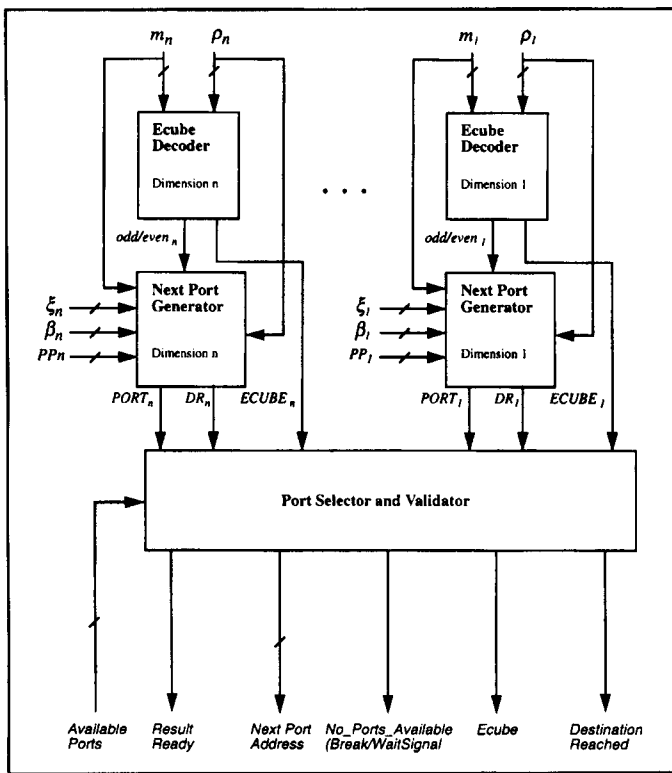 m_n ρ_n m_1 ρ_1
Ecube
Decoder
Dimension n
Ecube
Decoder
Dimension 1
. . .
odd/even_n
odd/even_1
ξ_n
β_n
PP_n
Next Port
Generator
Dimension n
ξ_1
β_1
PP_1
Next Port
Generator
Dimension 1
PORT_n DR_n ECUBE_n
PORT_1 DR_1 ECUBE_1
Port Selector and Validator
Available
Ports
Result
Ready
Next Port
Address
No_Ports_Available
(Break/WaitSignal
Ecube
Destination
Reached